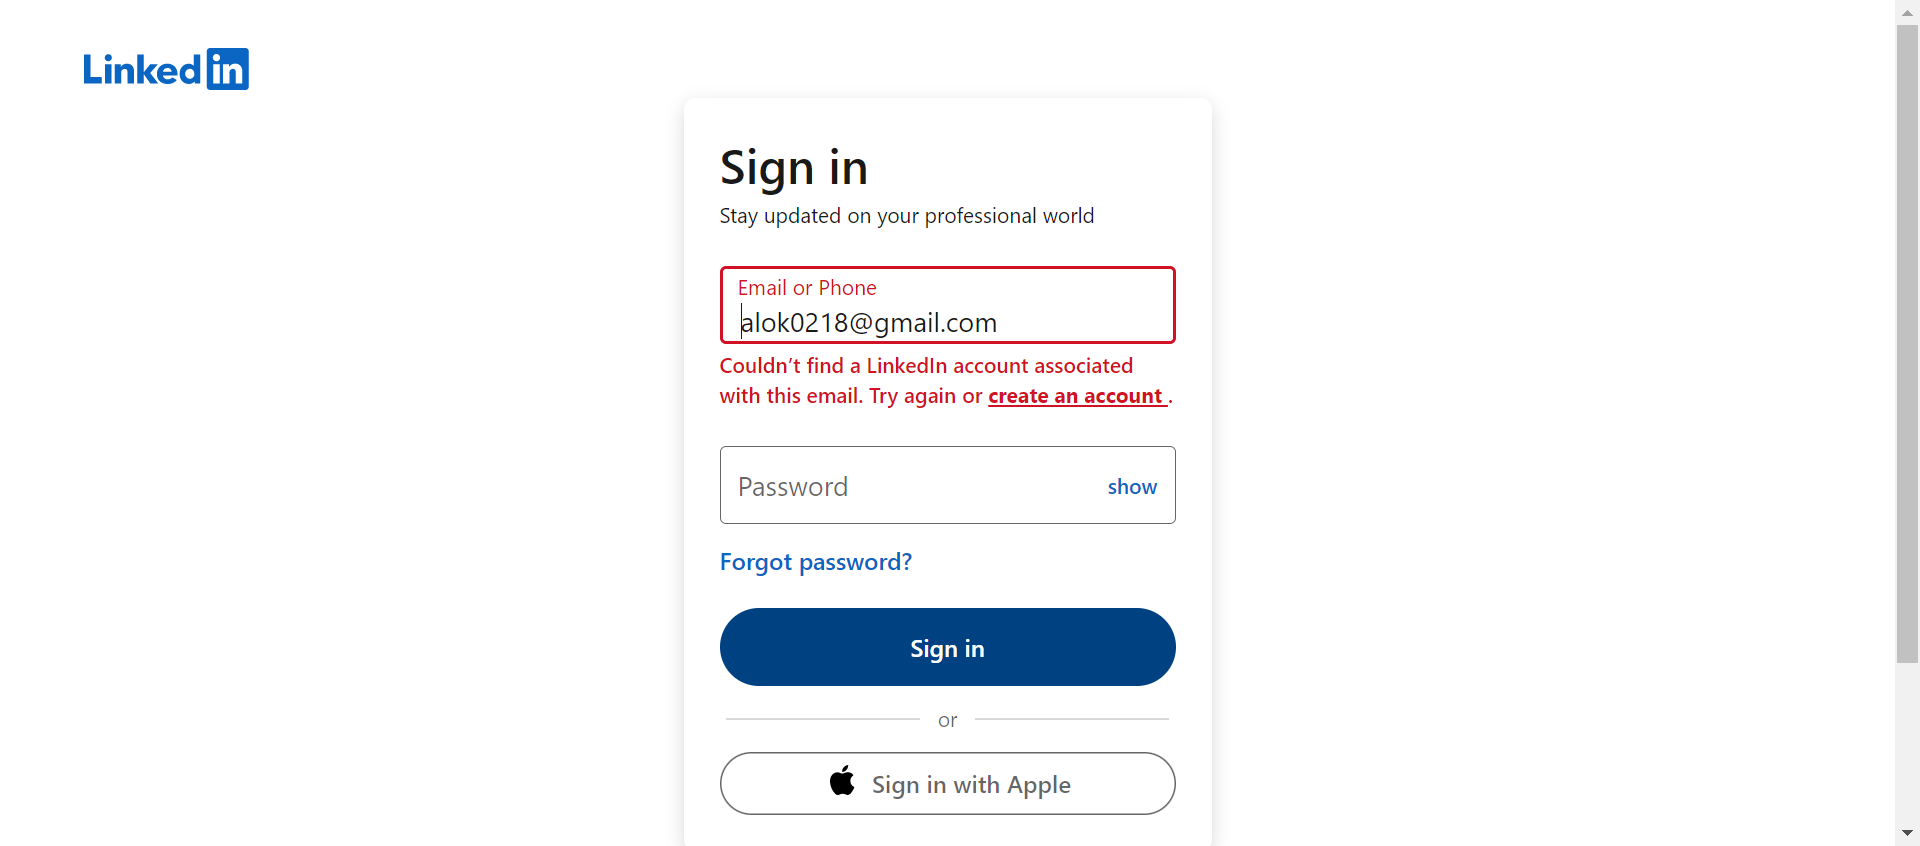 Linked in
Sign in
Stay updated on your professional world
Email or Phone
alok0218@gmail.com
Couldn’t find a LinkedIn account associated
with this email. Try again or create an account .
Password
show
Forgot password?
Sign in
or
Sign in with Apple